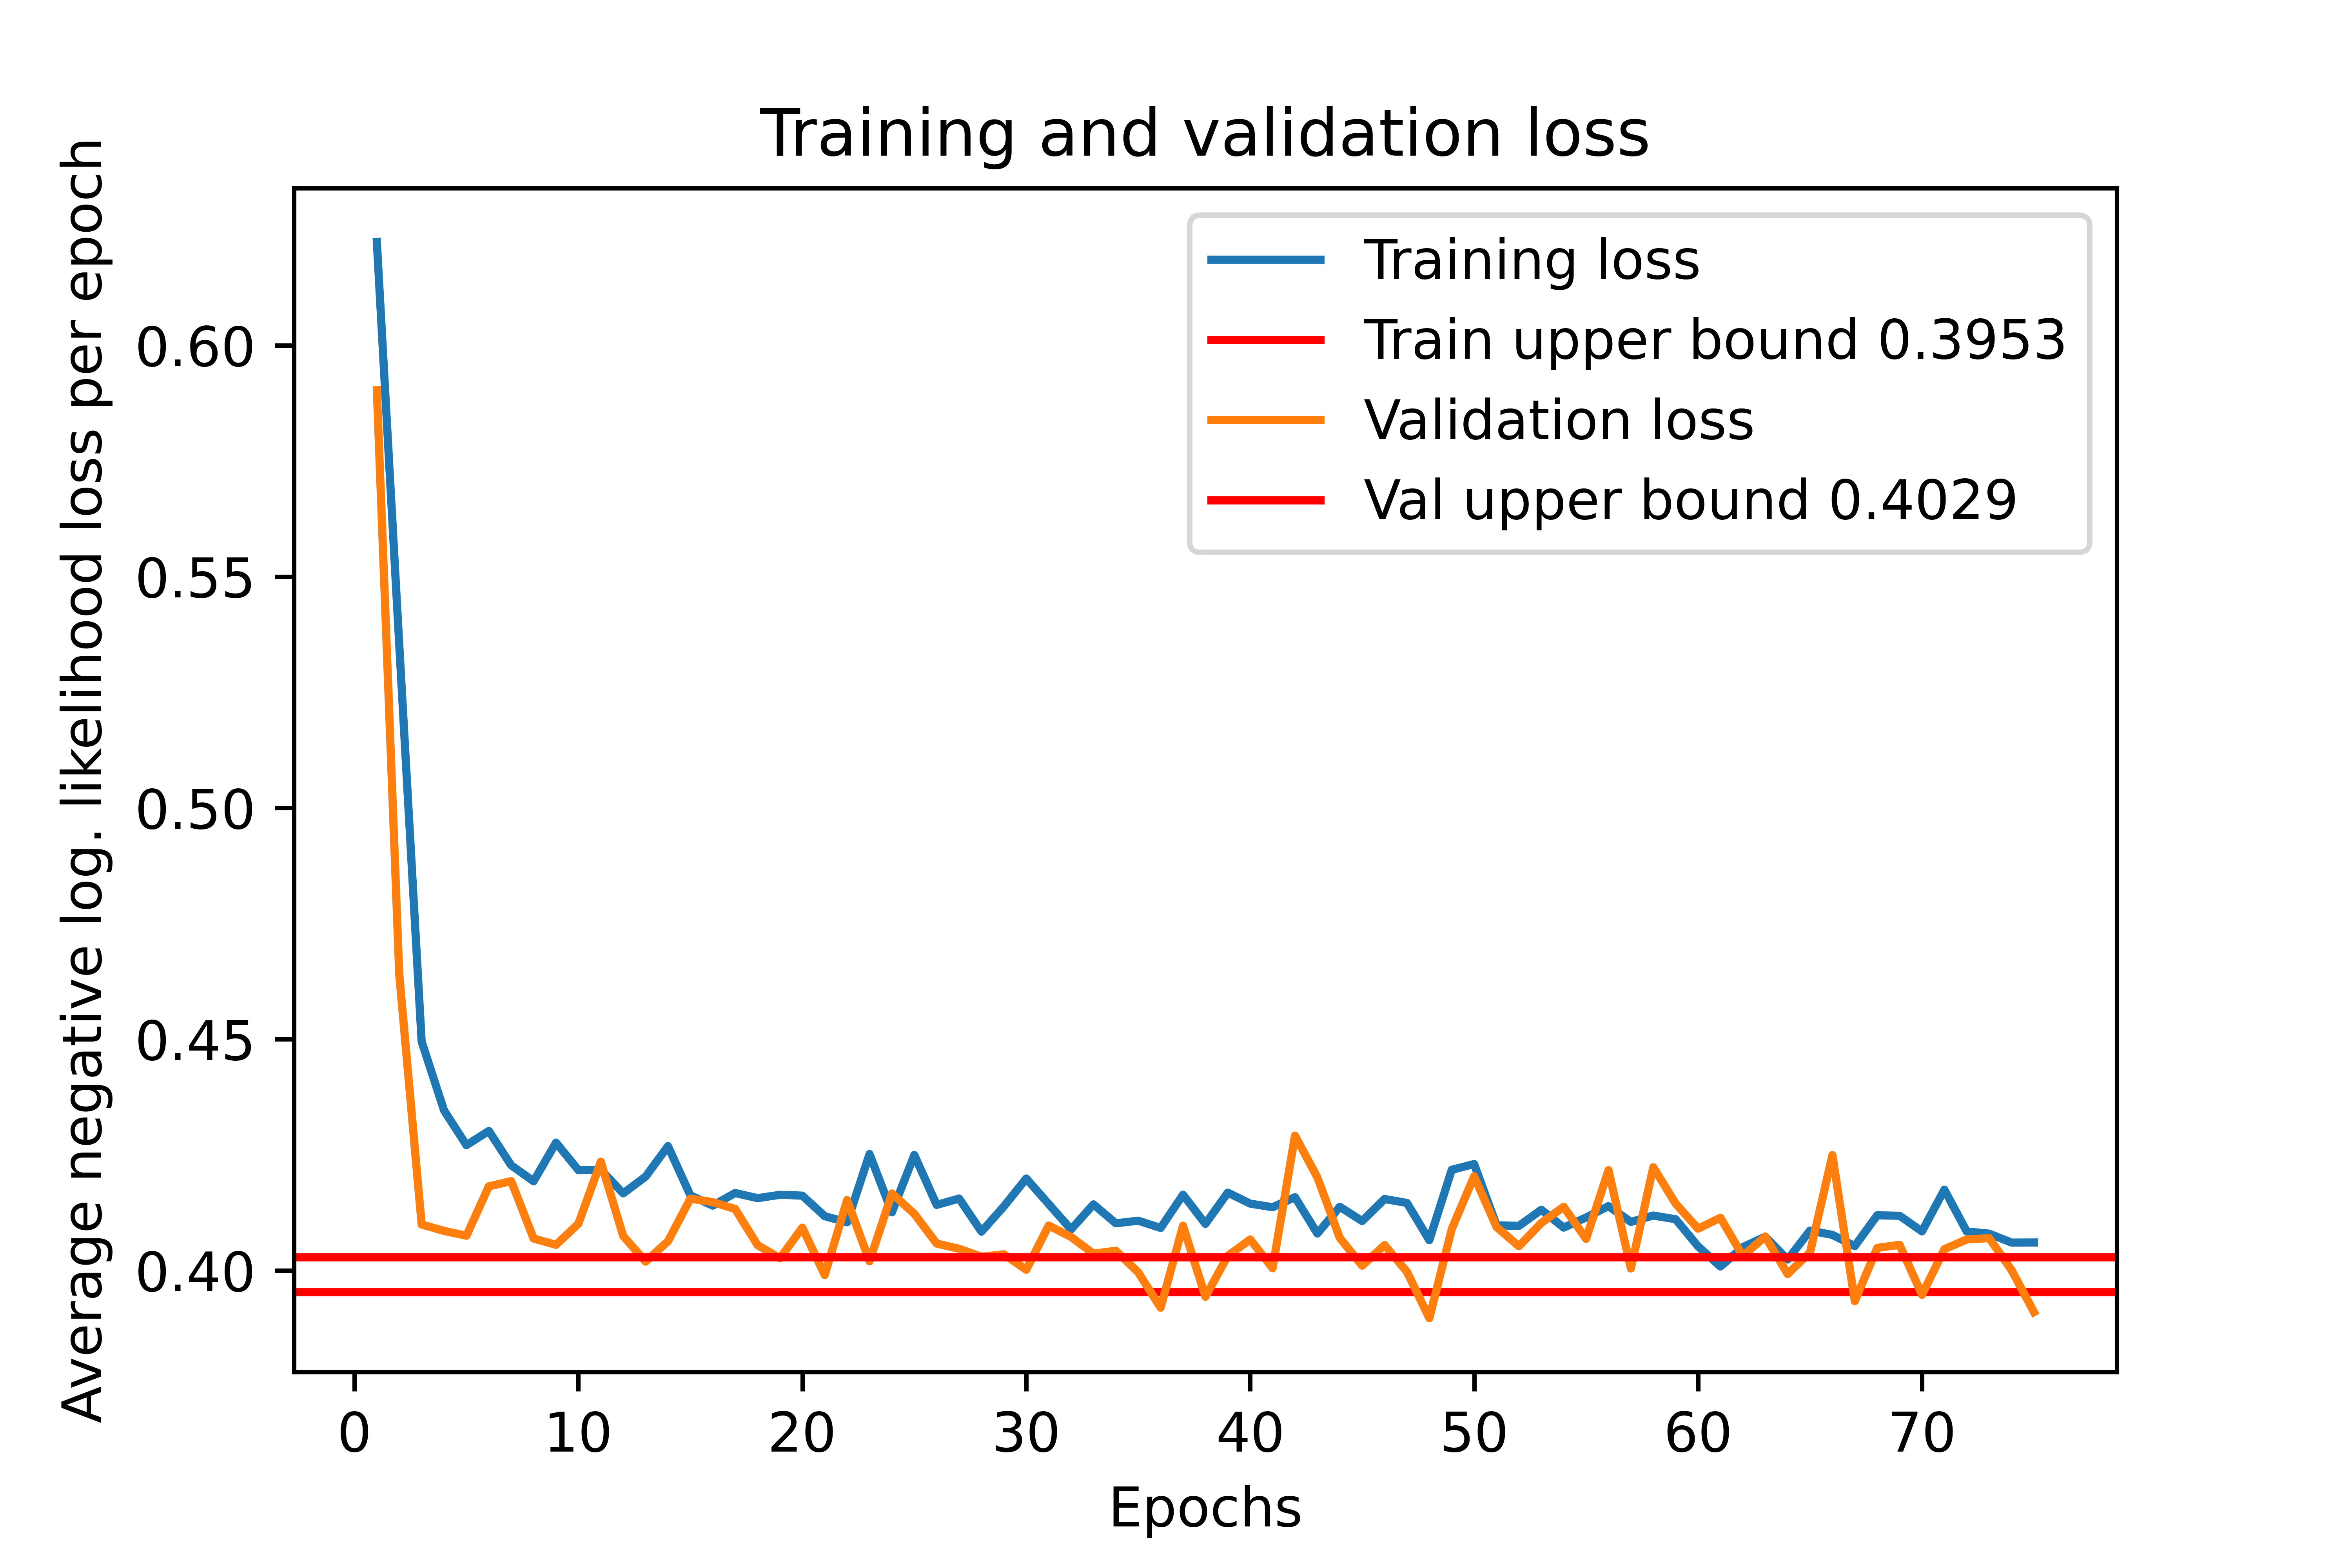 Training and validation loss
Average negative log. likelihood loss per epoch
0.60
0.55
0.50
0.45
0.40
Training loss
Train upper bound 0.3953
Validation loss
Val upper bound 0.4029
0 10 20 30 40 50 60 70
Epochs